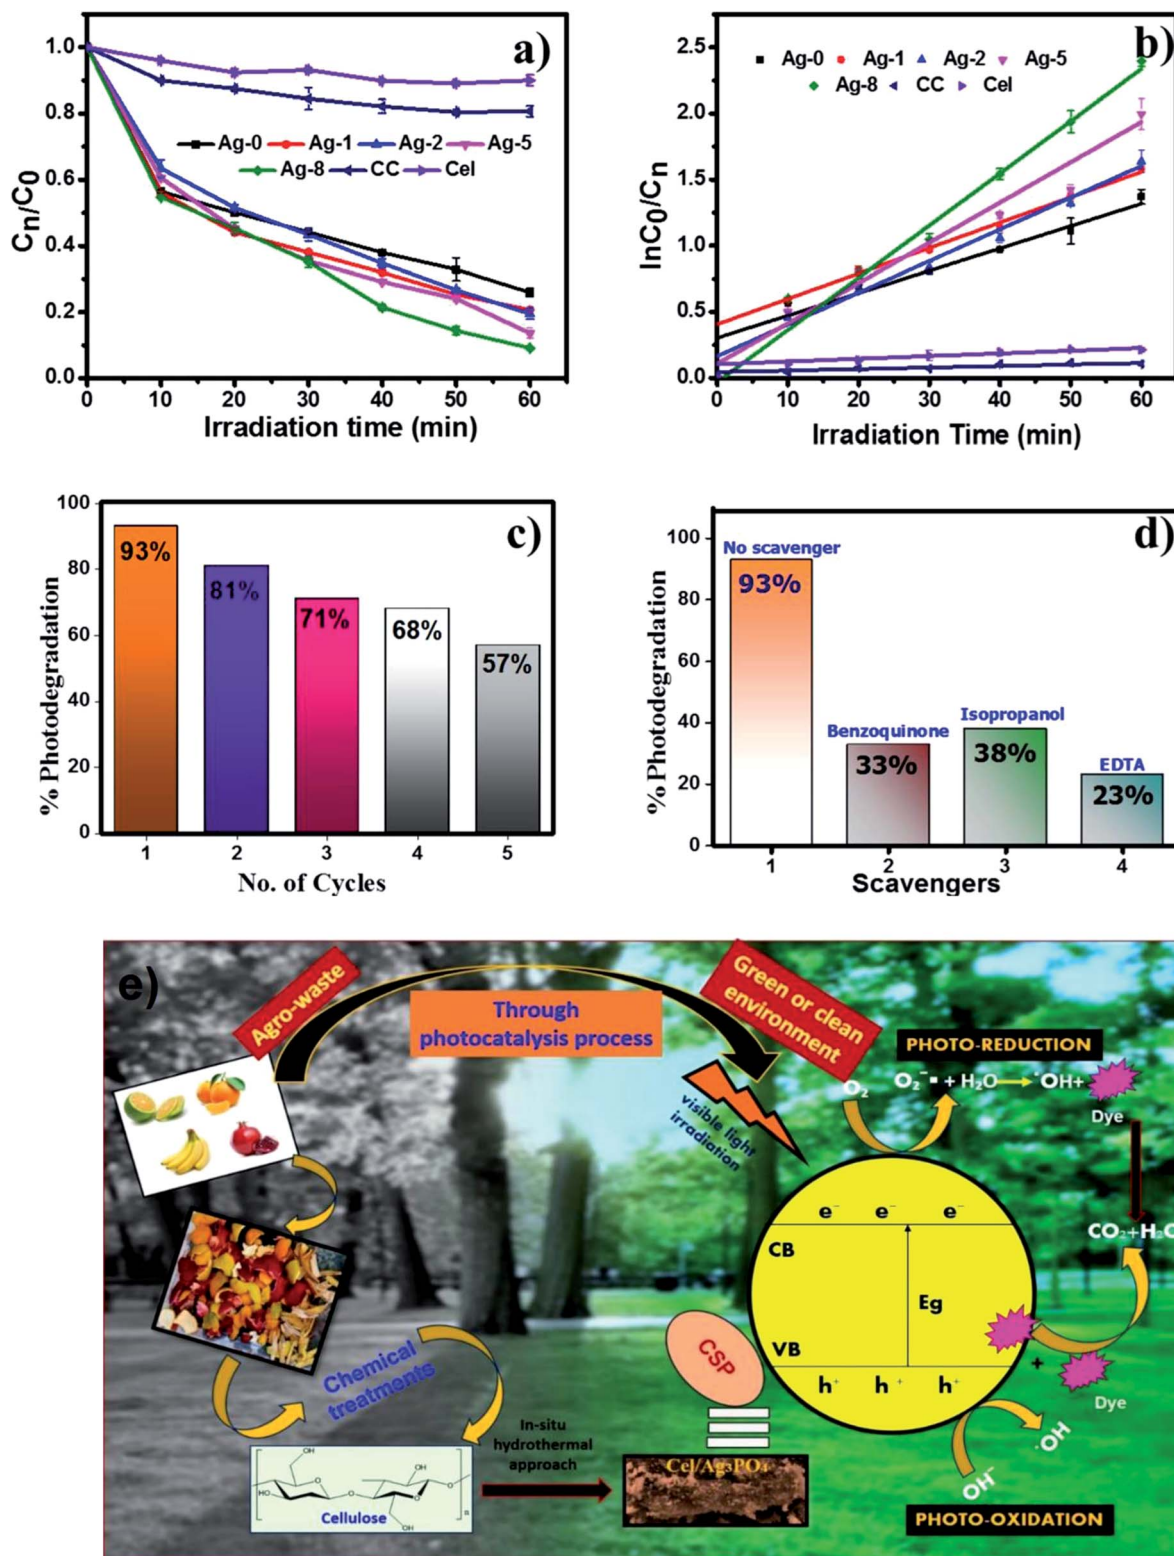 a)
1.0
0.8
0.6
0.4
0.2
0.0
Cn/C0
Ag-0 Ag-1 Ag-2 Ag-5
Ag-8 CC Cel
0 10 20 30 40 50 60
Irradiation time (min)
b)
2.5
2.0
1.5
1.0
0.5
0.0
lnC0/Cn
Ag-0 Ag-1 Ag-2 Ag-5
Ag-8 CC Cel
0 10 20 30 40 50 60
Irradiation Time (min)
c)
100
80
60
40
20
0
% Photodegradation
93%
81%
71%
68%
57%
1 2 3 4 5
No. of Cycles
d)
100
80
60
40
20
0
% Photodegradation
No scavenger
93%
Benzoquinone
33%
Isopropanol
38%
EDTA
23%
1 2 3 4
Scavengers
e)
Agro-waste
Through
photocatalysis process
Green or clean
environment
PHOTO-REDUCTION
O₂
O₂⁻▪ + H₂O → ˙OH+
Dye
visible light
irradiation
CO₂+H₂O
e⁻ e⁻ e⁻
CB
Eg
VB
h⁺ h⁺ h⁺
+
Dye
CSP
Chemical
treatments
In-situ
hydrothermal
approach
Cel/Ag₃PO₄
OH
OH
HO
O
O
O
O
OH
n
Cellulose
˙OH
OH⁻
PHOTO-OXIDATION